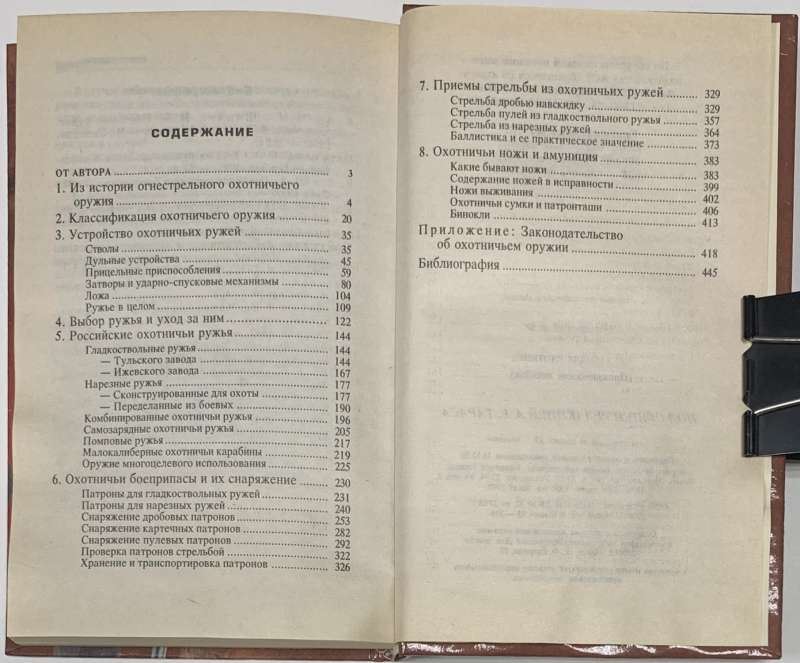 СОДЕРЖАНИЕ
ОТ АВТОРА 3
1. Из истории огнестрельного охотничьего
оружия 4
2. Классификация охотничьего оружия 20
3. Устройство охотничьих ружей 35
Стволы 35
Дульные устройства 45
Прицельные приспособления 59
Затворы и ударно-спусковые механизмы 80
Ложа 104
Ружье в целом 109
4. Выбор ружья и уход за ним 122
5. Российские охотничьи ружья 144
Гладкоствольные ружья 144
— Тульского завода 144
— Ижевского завода 167
Нарезные ружья 177
— Сконструированные для охоты 177
— Переделанные из боевых 190
Комбинированные охотничьи ружья 196
Самозарядные охотничьи ружья 205
Помповые ружья 217
Малокалиберные охотничьи карабины 219
Оружие многоцелевого использования 225
6. Охотничьи боеприпасы и их снаряжение 230
Патроны для гладкоствольных ружей 231
Патроны для нарезных ружей 240
Снаряжение дробовых патронов 253
Снаряжение картечных патронов 282
Снаряжение пулевых патронов 292
Проверка патронов стрельбой 322
Хранение и транспортировка патронов 326
7. Приемы стрельбы из охотничьих ружей 329
Стрельба дробью навскидку 329
Стрельба пулей из гладкоствольного ружья 357
Стрельба из нарезных ружей 364
Баллистика и ее практическое значение 373
8. Охотничьи ножи и амуниция 383
Какие бывают ножи 383
Содержание ножей в исправности 399
Ножи выживания 402
Охотничьи сумки и патронташи 406
Бинокли 413
Приложение: Законодательство
об охотничьем оружии 418
Библиография 445